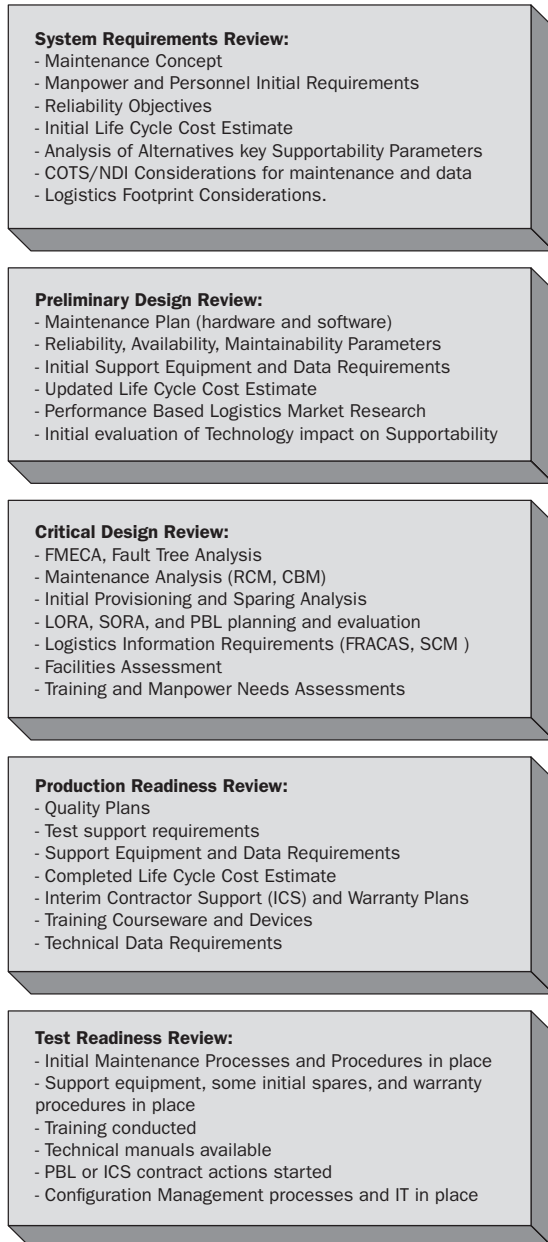 System Requirements Review:
- Maintenance Concept
- Manpower and Personnel Initial Requirements
- Reliability Objectives
- Initial Life Cycle Cost Estimate
- Analysis of Alternatives key Supportability Parameters
- COTS/NDI Considerations for maintenance and data
- Logistics Footprint Considerations.
Preliminary Design Review:
- Maintenance Plan (hardware and software)
- Reliability, Availability, Maintainability Parameters
- Initial Support Equipment and Data Requirements
- Updated Life Cycle Cost Estimate
- Performance Based Logistics Market Research
- Initial evaluation of Technology impact on Supportability
Critical Design Review:
- FMECA, Fault Tree Analysis
- Maintenance Analysis (RCM, CBM)
- Initial Provisioning and Sparing Analysis
- LORA, SORA, and PBL planning and evaluation
- Logistics Information Requirements (FRACAS, SCM )
- Facilities Assessment
- Training and Manpower Needs Assessments
Production Readiness Review:
- Quality Plans
- Test support requirements
- Support Equipment and Data Requirements
- Completed Life Cycle Cost Estimate
- Interim Contractor Support (ICS) and Warranty Plans
- Training Courseware and Devices
- Technical Data Requirements
Test Readiness Review:
- Initial Maintenance Processes and Procedures in place
- Support equipment, some initial spares, and warranty
procedures in place
- Training conducted
- Technical manuals available
- PBL or ICS contract actions started
- Configuration Management processes and IT in place